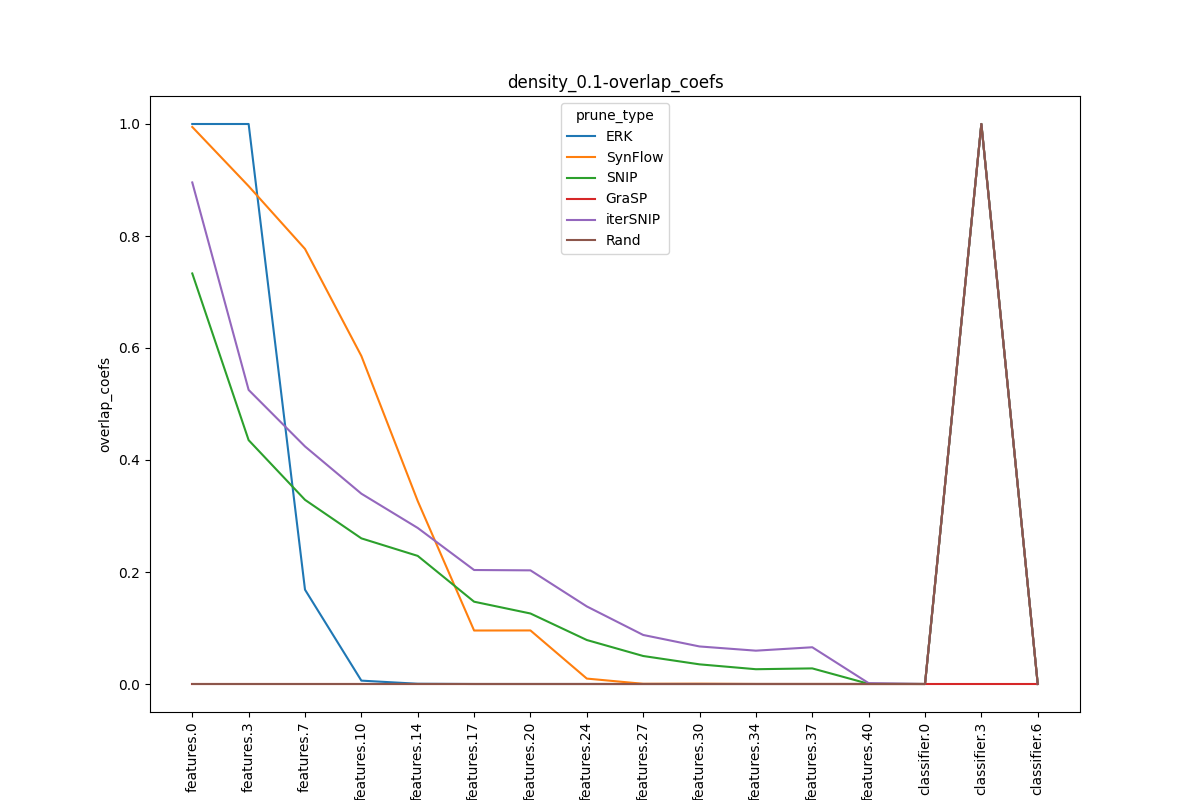 density_0.1-overlap_coefs
prune_type
ERK
SynFlow
SNIP
GraSP
iterSNIP
Rand
overlap_coefs
1.0
0.8
0.6
0.4
0.2
0.0
features.0
features.3
features.7
features.10
features.14
features.17
features.20
features.24
features.27
features.30
features.34
features.37
features.40
classifier.0
classifier.3
classifier.6